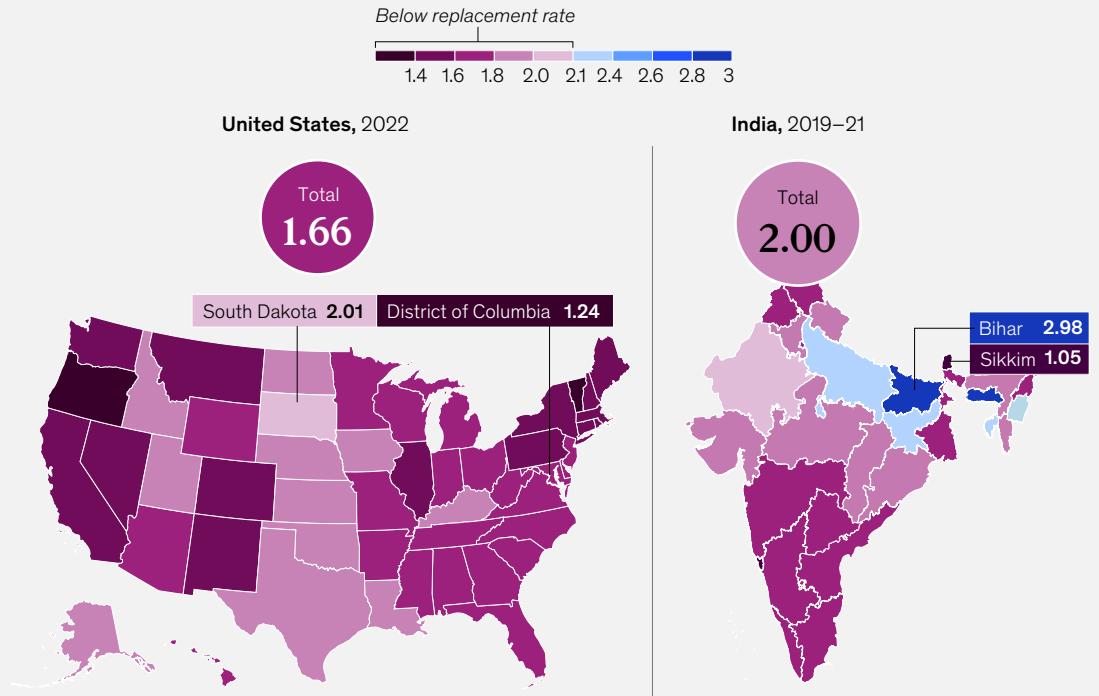 Below replacement rate
1.4 1.6 1.8 2.0 2.1 2.4 2.6 2.8 3
United States, 2022
India, 2019–21
Total
1.66
Total
2.00
South Dakota 2.01
District of Columbia 1.24
Bihar 2.98
Sikkim 1.05